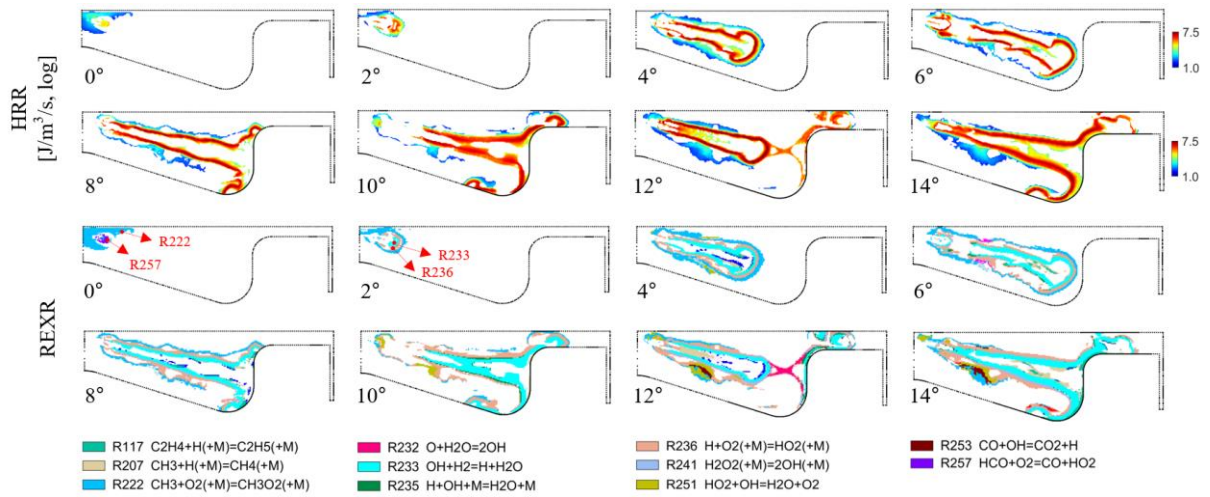 HRR
[J/m³/s, log]
0°
2°
4°
6°
7.5
1.0
8°
10°
12°
14°
7.5
1.0
REXR
R222
R257
0°
R233
R236
2°
4°
6°
8°
10°
12°
14°
R117 C2H4+H(+M)=C2H5(+M)
R207 CH3+H(+M)=CH4(+M)
R222 CH3+O2(+M)=CH3O2(+M)
R232 O+H2O=2OH
R233 OH+H2=H+H2O
R235 H+OH+M=H2O+M
R236 H+O2(+M)=HO2(+M)
R241 H2O2(+M)=2OH(+M)
R251 HO2+OH=H2O+O2
R253 CO+OH=CO2+H
R257 HCO+O2=CO+HO2